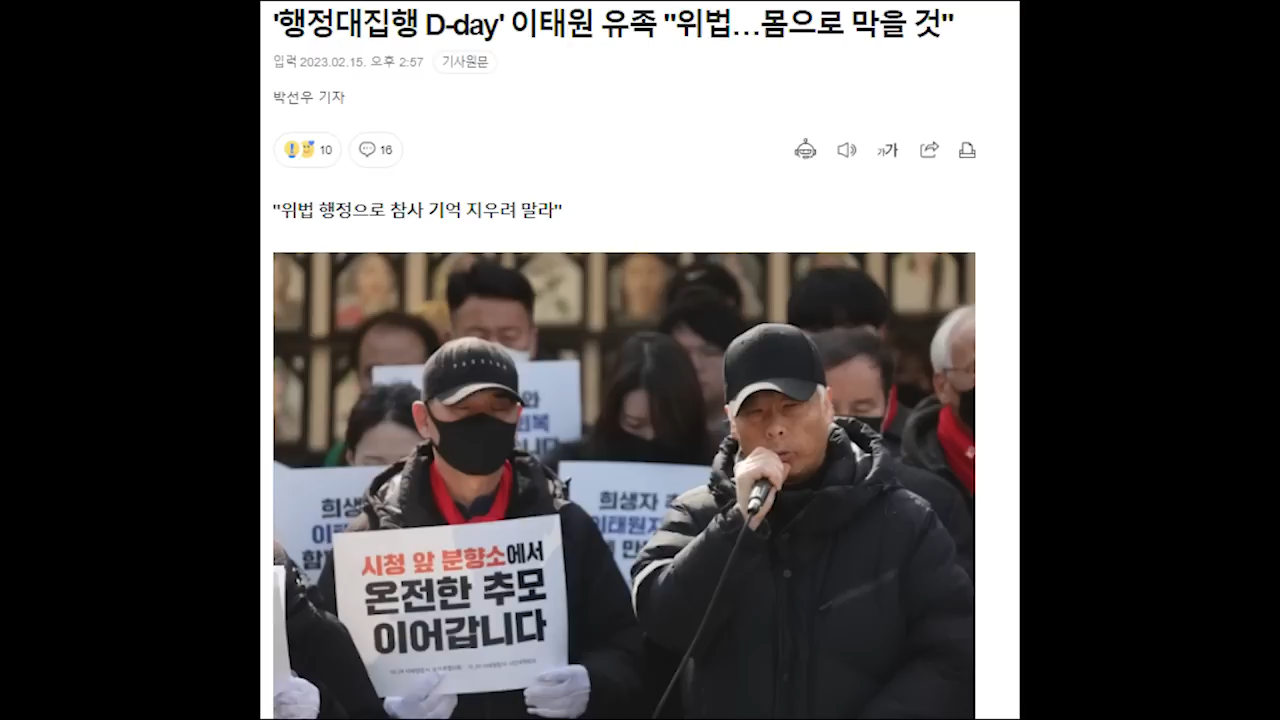 '행정대집행 D-day' 이태원 유족 "위법…몸으로 막을 것"
입력 2023.02.15. 오후 2:57 기사원문
박선우 기자
10 16
가가
"위법 행정으로 참사 기억 지우려 말라"
희생자
이태원
시청 앞 분향소에서
온전한 추모
이어갑니다